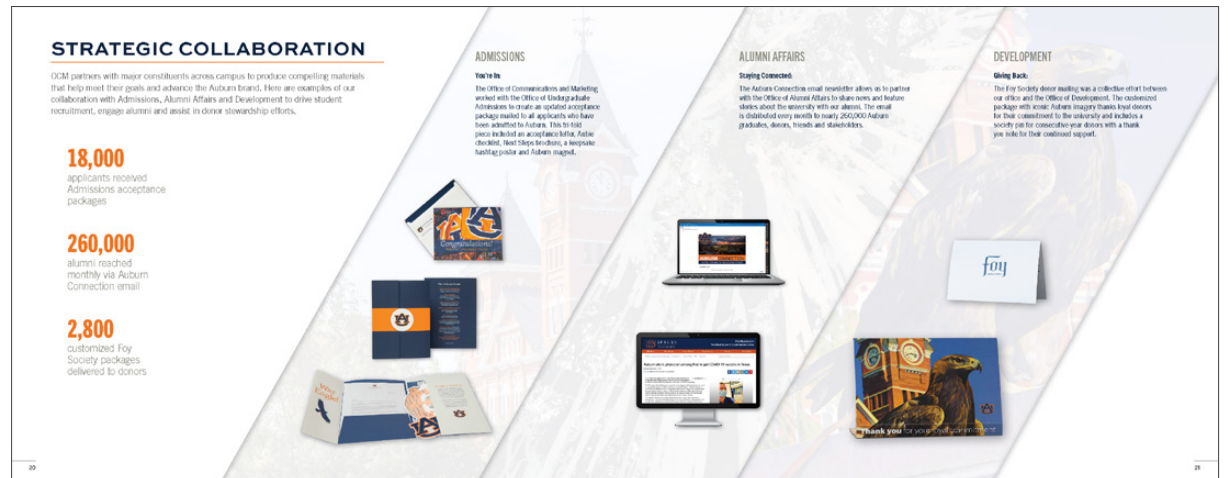 STRATEGIC COLLABORATION
OCM partners with major constituents across campus to produce compelling materials
that help meet their goals and advance the Auburn brand. Here are examples of our
collaboration with Admissions, Alumni Affairs and Development to drive student
recruitment, engage alumni and assist in donor stewardship efforts.
18,000
applicants received
Admissions acceptance
packages
260,000
alumni reached
monthly via Auburn
Connection email
2,800
customized Foy
Society packages
delivered to donors
ADMISSIONS
You're In:
The Office of Communications and Marketing
worked with the Office of Undergraduate
Admissions to create an updated acceptance
package mailed to all applicants who have
been admitted to Auburn. This tri-fold
piece included an acceptance letter, Aubie
checklist, Next Steps brochure, a keepsake
hashtag poster and Auburn magnet.
Congratulations!
War
Eagle!
ALUMNI AFFAIRS
Staying Connected:
The Auburn Connection email newsletter allows us to partner
with the Office of Alumni Affairs to share news and feature
stories about the university with our alumni. The email
is distributed every month to nearly 260,000 Auburn
graduates, donors, friends and stakeholders.
AUBURN CONNECTION
AUBURN
DEVELOPMENT
Giving Back:
The Foy Society donor mailing was a collective effort between
our office and the Office of Development. The customized
package with iconic Auburn imagery thanks loyal donors
for their commitment to the university and includes a
society pin for consecutive-year donors with a thank
you note for their continued support.
foy
Thank you for your loyal commitment
20
21